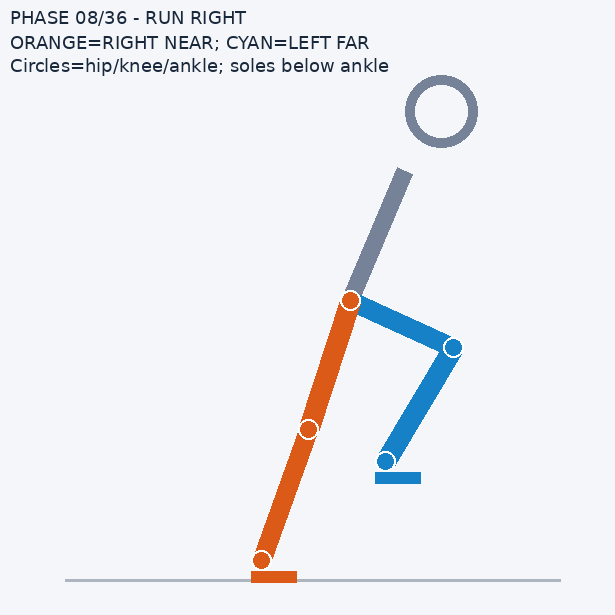 PHASE 08/36 - RUN RIGHT
ORANGE=RIGHT NEAR; CYAN=LEFT FAR
Circles=hip/knee/ankle; soles below ankle